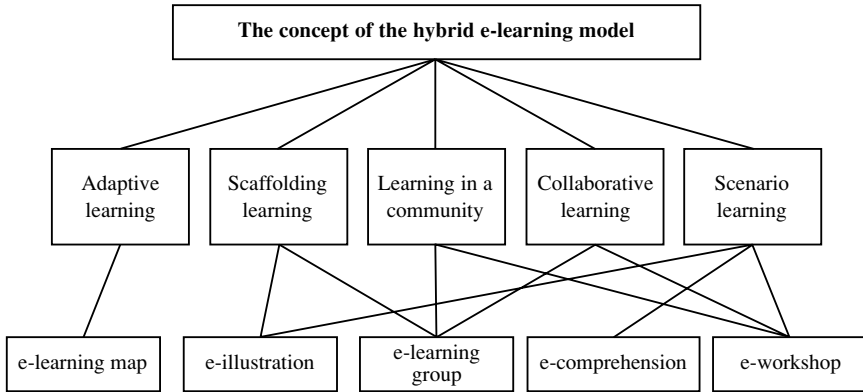 The concept of the hybrid e-learning model
Adaptive
learning
Scaffolding
learning
Learning in a
community
Collaborative
learning
Scenario
learning
e-learning map
e-illustration
e-learning
group
e-comprehension
e-workshop